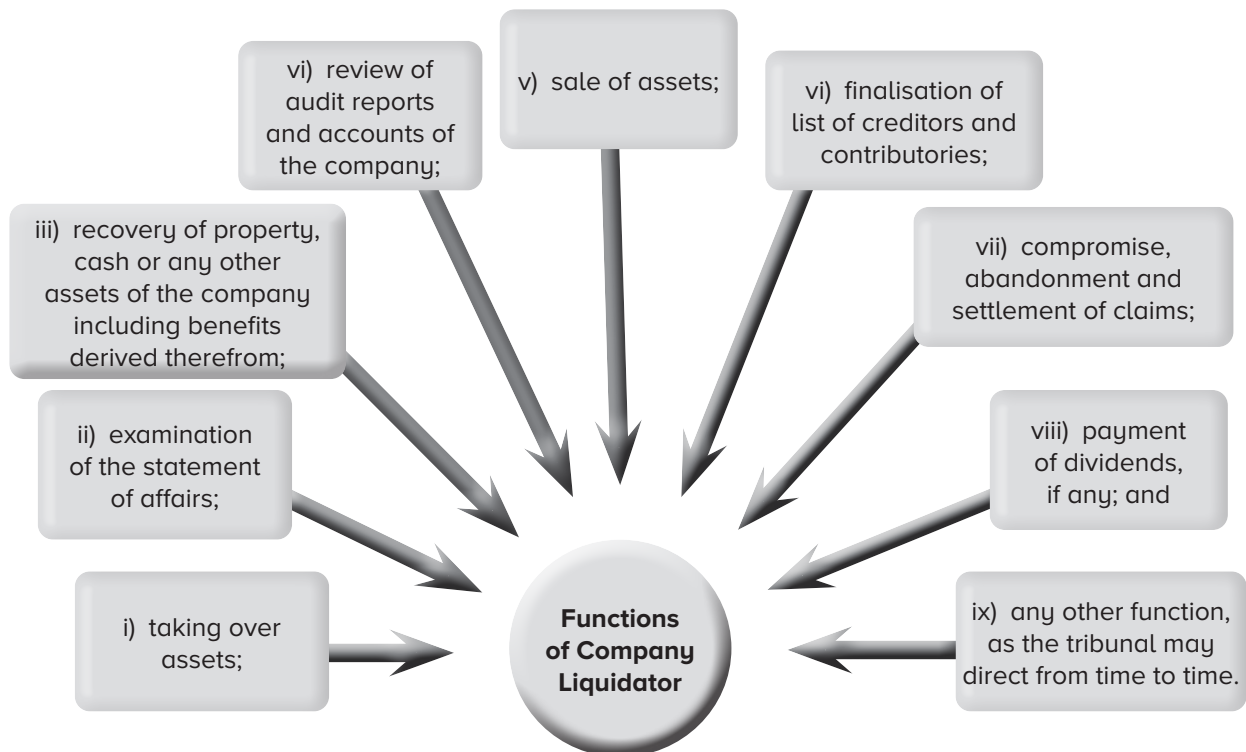 i) taking over
assets;
ii) examination
of the statement
of affairs;
iii) recovery of property,
cash or any other
assets of the company
including benefits
derived therefrom;
vi) review of
audit reports
and accounts of
the company;
v) sale of assets;
vi) finalisation of
list of creditors and
contributories;
vii) compromise,
abandonment and
settlement of claims;
viii) payment
of dividends,
if any; and
ix) any other function,
as the tribunal may
direct from time to time.
Functions
of Company
Liquidator